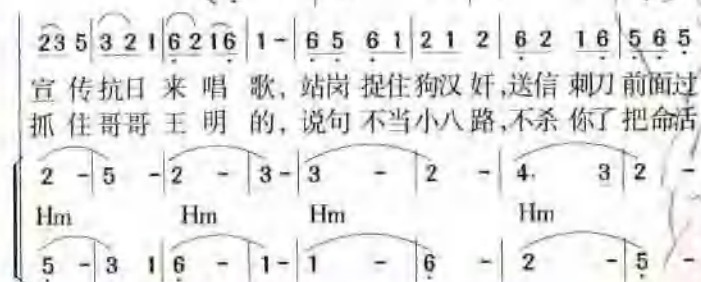 23 5 | 3 2 1 | 6 2 1 6 | 1 - | 6 5 6 1 | 2 1 2 | 6 2 1 6 | 5 6 5
宣传抗日来唱歌,站岗捉住狗汉奸,送信刺刀前面过
抓住哥哥王明的,说句不当小八路,不杀你了把命活
2 - | 5 - | 2 - | 3 - | 3 - | 2 - | 4. 3 | 2 -
Hm Hm Hm Hm
5 - | 3 1 | 6 - | 1 - | 1 - | 6 - | 2 - | 5 -